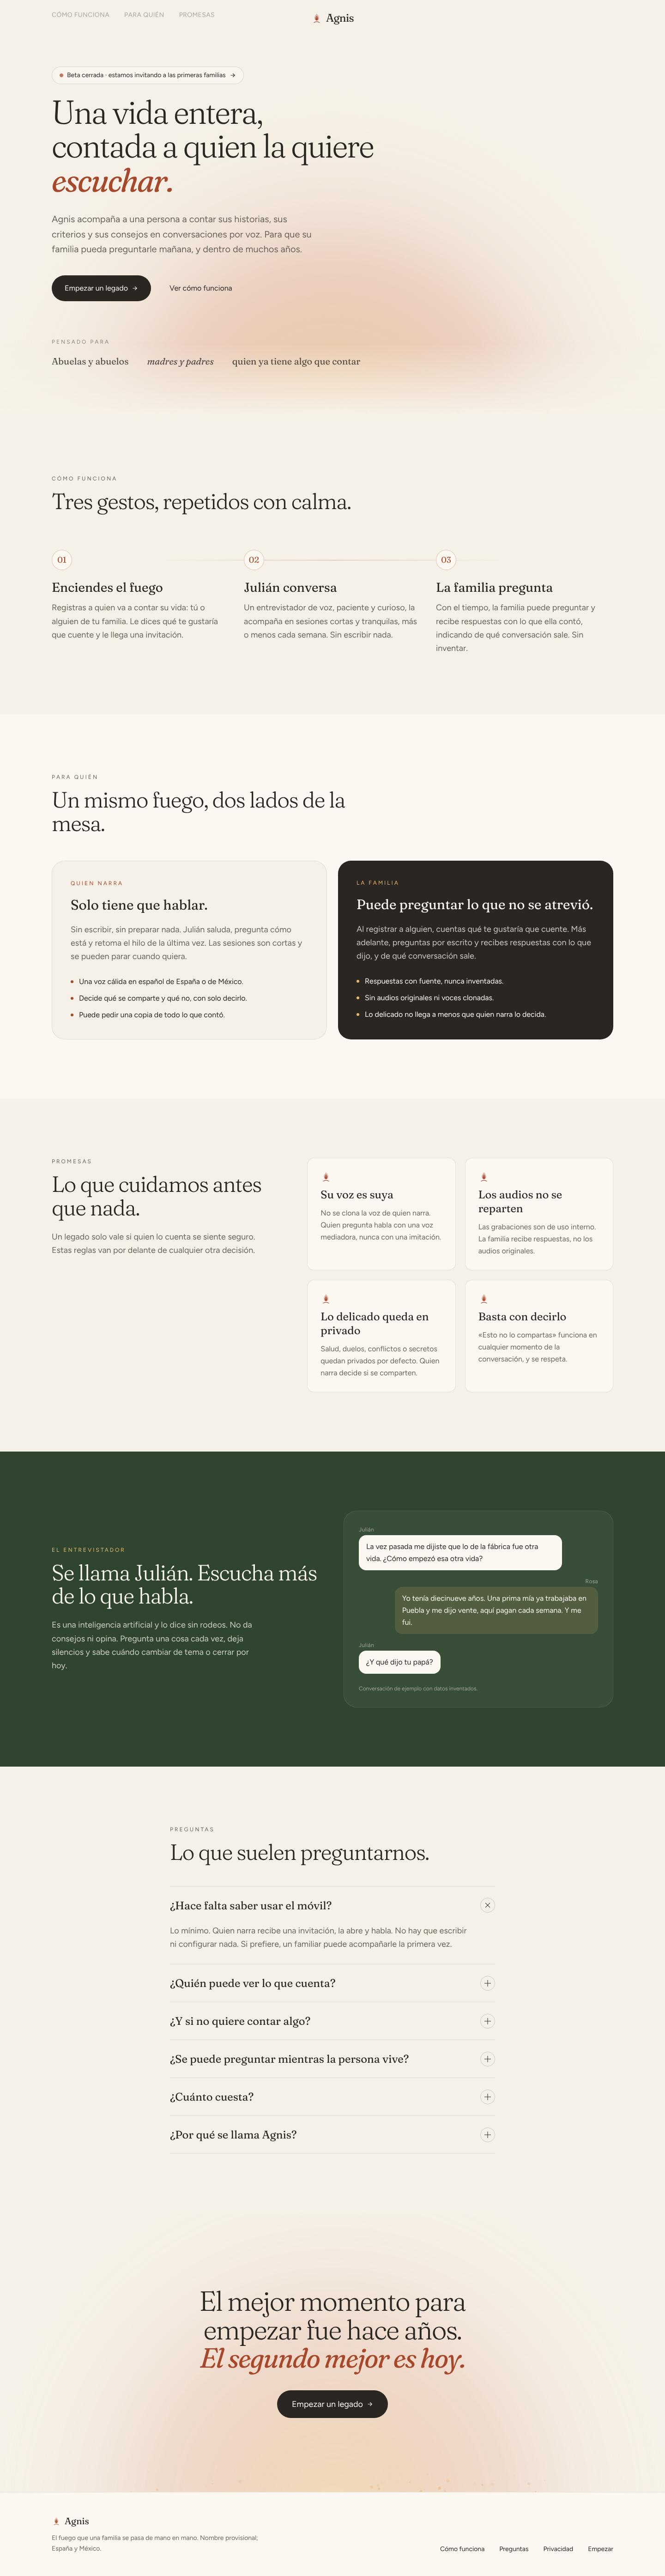 CÓMO FUNCIONA
PARA QUIÉN
PROMESAS
Agnis
Beta cerrada · estamos invitando a las primeras familias →
Una vida entera,
contada a quien la quiere
escuchar.
Agnis acompaña a una persona a contar sus historias, sus
criterios y sus consejos en conversaciones por voz. Para que su
familia pueda preguntarle mañana, y dentro de muchos años.
Empezar un legado →
Ver cómo funciona
PENSADO PARA
Abuelas y abuelos
madres y padres
quien ya tiene algo que contar
CÓMO FUNCIONA
Tres gestos, repetidos con calma.
01
Enciendes el fuego
Registras a quien va a contar su vida: tú o
alguien de tu familia. Le dices qué te gustaría
que cuente y le llega una invitación.
02
Julián conversa
Un entrevistador de voz, paciente y curioso, la
acompaña en sesiones cortas y tranquilas, más
o menos cada semana. Sin escribir nada.
03
La familia pregunta
Con el tiempo, la familia puede preguntar y
recibe respuestas con lo que ella contó,
indicando de qué conversación sale. Sin
inventar.
PARA QUIÉN
Un mismo fuego, dos lados de la
mesa.
QUIEN NARRA
Solo tiene que hablar.
Sin escribir, sin preparar nada. Julián saluda, pregunta cómo
está y retoma el hilo de la última vez. Las sesiones son cortas y
se pueden parar cuando quiera.
Una voz cálida en español de España o de México.
Decide qué se comparte y qué no, con solo decirlo.
Puede pedir una copia de todo lo que contó.
LA FAMILIA
Puede preguntar lo que no se atrevió.
Al registrar a alguien, cuentas qué te gustaría que cuente. Más
adelante, preguntas por escrito y recibes respuestas con lo que
dijo, y de qué conversación sale.
Respuestas con fuente, nunca inventadas.
Sin audios originales ni voces clonadas.
Lo delicado no llega a menos que quien narra lo decida.
PROMESAS
Lo que cuidamos antes
que nada.
Un legado solo vale si quien lo cuenta se siente seguro.
Estas reglas van por delante de cualquier otra decisión.
Su voz es suya
No se clona la voz de quien narra.
Quien pregunta habla con una voz
mediadora, nunca con una imitación.
Los audios no se
reparten
Las grabaciones son de uso interno.
La familia recibe respuestas, no los
audios originales.
Lo delicado queda en
privado
Salud, duelos, conflictos o secretos
quedan privados por defecto. Quien
narra decide si se comparten.
Basta con decirlo
«Esto no lo compartas» funciona en
cualquier momento de la
conversación, y se respeta.
EL ENTREVISTADOR
Se llama Julián. Escucha más
de lo que habla.
Es una inteligencia artificial y lo dice sin rodeos. No da
consejos ni opina. Pregunta una cosa cada vez, deja
silencios y sabe cuándo cambiar de tema o cerrar por
hoy.
Julián
La vez pasada me dijiste que lo de la fábrica fue otra
vida. ¿Cómo empezó esa otra vida?
Rosa
Yo tenía diecinueve años. Una prima mía ya trabajaba en
Puebla y me dijo vente, aquí pagan cada semana. Y me
fui.
Julián
¿Y qué dijo tu papá?
Conversación de ejemplo con datos inventados.
PREGUNTAS
Lo que suelen preguntarnos.
¿Hace falta saber usar el móvil?
Lo mínimo. Quien narra recibe una invitación, la abre y habla. No hay que escribir
ni configurar nada. Si prefiere, un familiar puede acompañarle la primera vez.
¿Quién puede ver lo que cuenta?
¿Y si no quiere contar algo?
¿Se puede preguntar mientras la persona vive?
¿Cuánto cuesta?
¿Por qué se llama Agnis?
El mejor momento para
empezar fue hace años.
El segundo mejor es hoy.
Empezar un legado →
Agnis
El fuego que una familia se pasa de mano en mano. Nombre provisional;
España y México.
Cómo funciona
Preguntas
Privacidad
Empezar